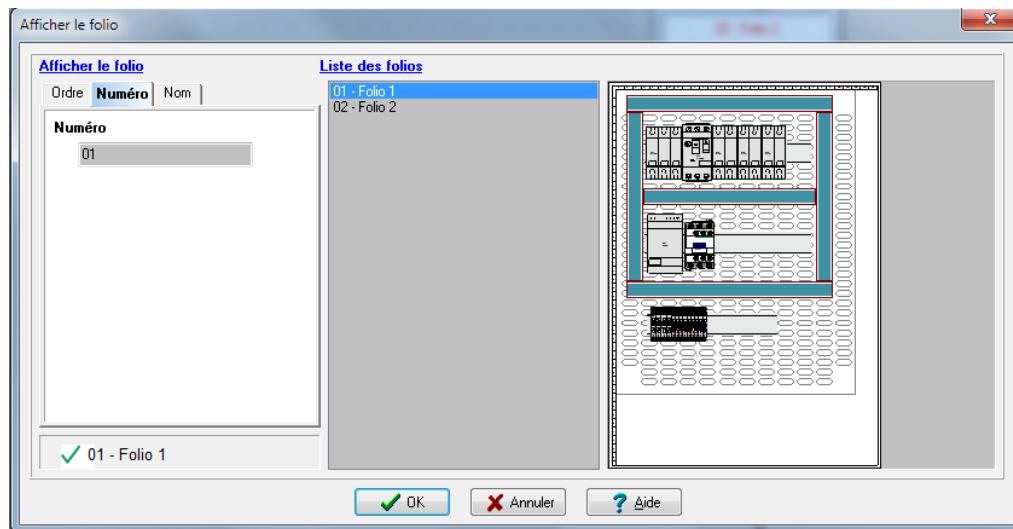 Afficher le folio
Afficher le folio
Liste des folios
Ordre Numéro Nom
Numéro
01
01 - Folio 1
02 - Folio 2
01 - Folio 1
OK
Annuler
Aide